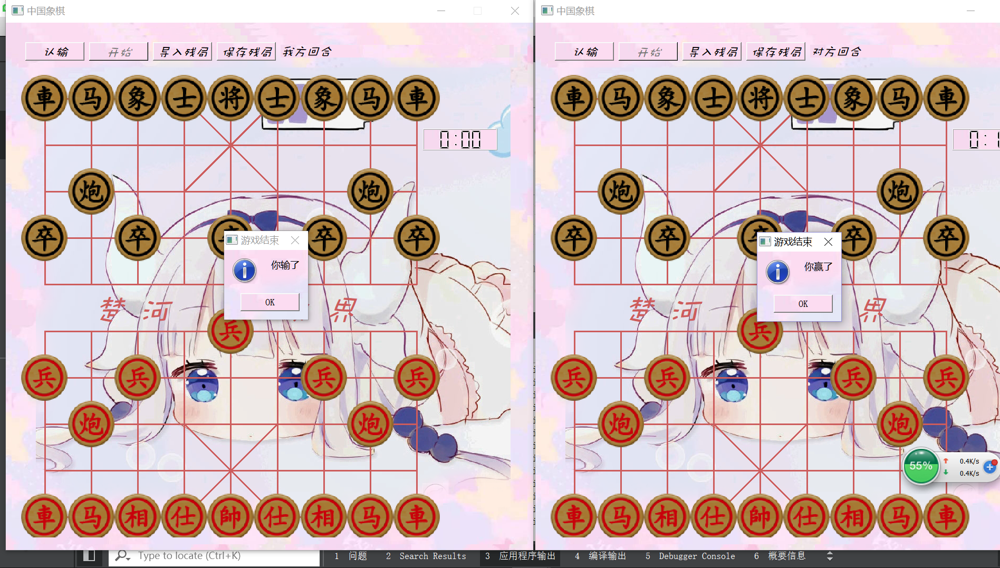 中国象棋
认输 开始 导入残局 保存残局 我方回合
車马象士将士象马車
0:00
炮 炮
卒 卒 卒 卒
游戏结束
你输了
OK
楚 河 界
兵
兵 兵 兵 兵
炮 炮
車马相仕帥仕相马車
中国象棋
认输 开始 导入残局 保存残局 对方回合
車马象士将士象马車
炮 炮
卒 卒 卒 卒
游戏结束
你赢了
OK
楚 河 界
兵
兵 兵 兵 兵
炮 炮
55% 0.4K/s
0.4K/s
車马相仕帥仕相马車
Type to locate (Ctrl+K) 1 问题 2 Search Results 3 应用程序输出 4 编译输出 5 Debugger Console 6 概要信息